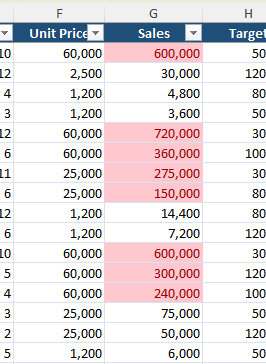 F G H
Unit Price Sales Target
10 60,000 600,000 50
12 2,500 30,000 120
4 1,200 4,800 80
3 1,200 3,600 50
12 60,000 720,000 30
6 60,000 360,000 100
11 25,000 275,000 30
6 25,000 150,000 80
12 1,200 14,400 80
6 1,200 7,200 120
10 60,000 600,000 30
5 60,000 300,000 120
4 60,000 240,000 100
3 25,000 75,000 50
2 25,000 50,000 120
5 1,200 6,000 50